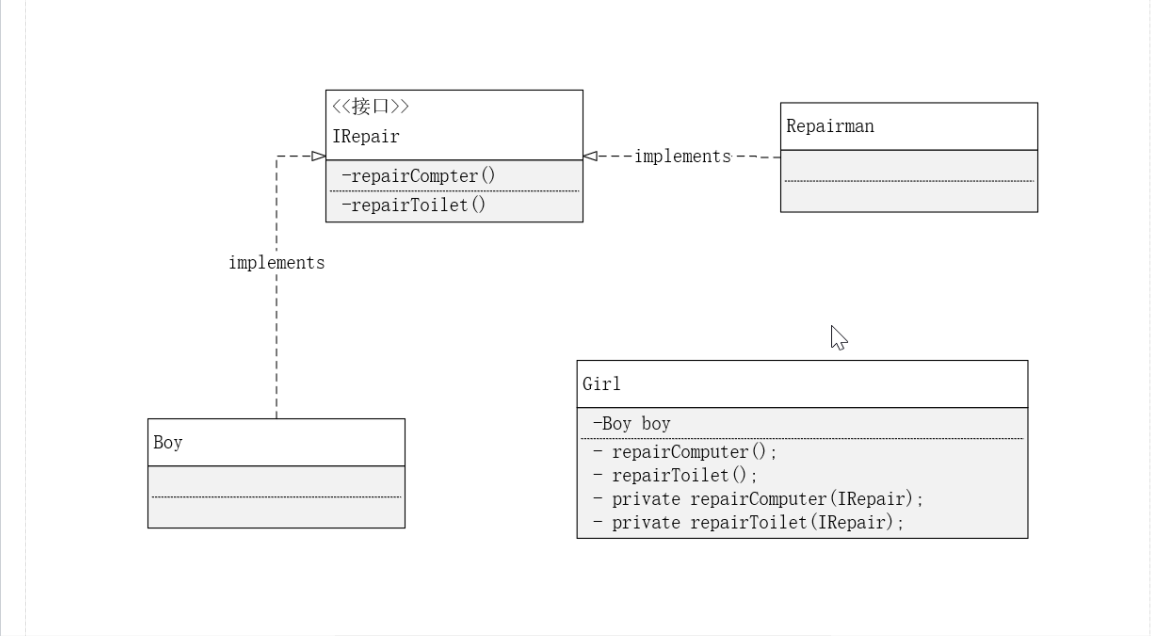 <<接口>>
IRepair
-repairCompter()
-repairToilet()
implements
Repairman
implements
Boy
Girl
-Boy boy
- repairComputer();
- repairToilet();
- private repairComputer(IRepair);
- private repairToilet(IRepair);